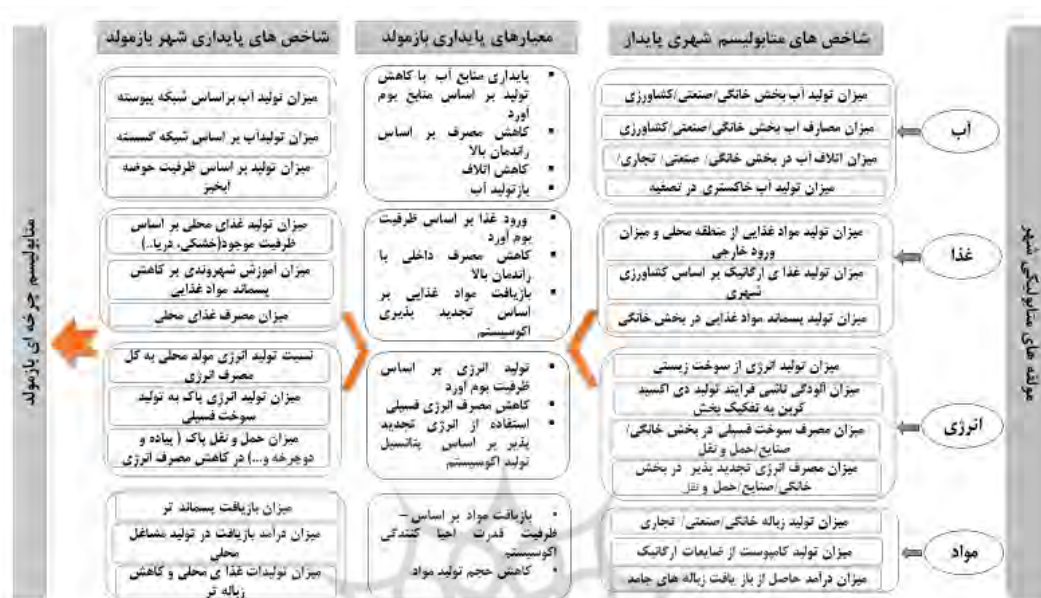 مولفه های متابولیکی شهر
شاخص های متابولیسم شهری پایدار
معیارهای پایداری بازمولد
شاخص های پایداری شهر بازمولد
متابولیسم چرخه ای بازمولد
آب
میزان تولید آب بخش خانگی/صنعتی/کشاورزی
میزان مصارف آب بخش خانگی/صنعتی/کشاورزی
میزان اتلاف آب در بخش خانگی/ صنعتی/ تجاری/
میزان تولید آب خاکستری در تصفیه
پایداری منابع آب با کاهش
تولید بر اساس منابع بوم
آورد
کاهش مصرف بر اساس
راندمان بالا
کاهش اتلاف
بازتولید آب
میزان تولید آب براساس شبکه پیوسته
میزان تولیدآب بر اساس شبکه گسسته
میزان تولید بر اساس ظرفیت حوضه
آبخیز
غذا
میزان تولید مواد غذایی از منطقه محلی و میزان
ورود خارجی
میزان تولید غذا ی ارگانیک بر اساس کشاورزی
شهری
میزان تولید پسماند مواد غذایی در بخش خانگی
ورود غذا بر اساس ظرفیت
بوم آورد
کاهش مصرف داخلی با
راندمان بالا
بازیافت مواد غذایی بر
اساس تجدید پذیری
اکوسیستم
میزان تولید غذای محلی بر اساس
ظرفیت موجود(خشکی، دریا..)
میزان آموزش شهروندی بر کاهش
پسماند مواد غذایی
میزان مصرف غذای محلی
انرژی
میزان تولید انرژی از سوخت زیستی
میزان آلودگی ناشی فرایند تولید دی اکسید
کربن به تفکیک بخش
میزان مصرف سوخت فسیلی در بخش خانگی/
صنایع/حمل و نقل
میزان مصرف انرژی تجدید پذیر در بخش
خانگی/صنایع/حمل و نقل
تولید انرژی بر اساس
ظرفیت بوم آورد
کاهش مصرف انرژی فسیلی
استفاده از انرژی تجدید
پذیر بر اساس پتانسیل
تولید اکوسیستم
نسبت تولید انرژی مولد محلی به کل
مصرف انرژی
میزان تولید انرژی پاک به تولید
سوخت فسیلی
میزان حمل و نقل پاک ( پیاده و
دوچرخه و...) در کاهش مصرف انرژی
مواد
میزان تولید زباله خانگی/صنعتی/ تجاری
میزان تولید کامپوست از ضایعات ارگانیک
میزان درآمد حاصل از باز یافت زباله های جامد
بازیافت مواد بر اساس –
ظرفیت قدرت احیا کنندگی
اکوسیستم
کاهش حجم تولید مواد
میزان بازیافت پسماند تر
میزان درآمد بازیافت در تولید مشاغل
محلی
میزان تولیدات غذا ی محلی و کاهش
زباله تر